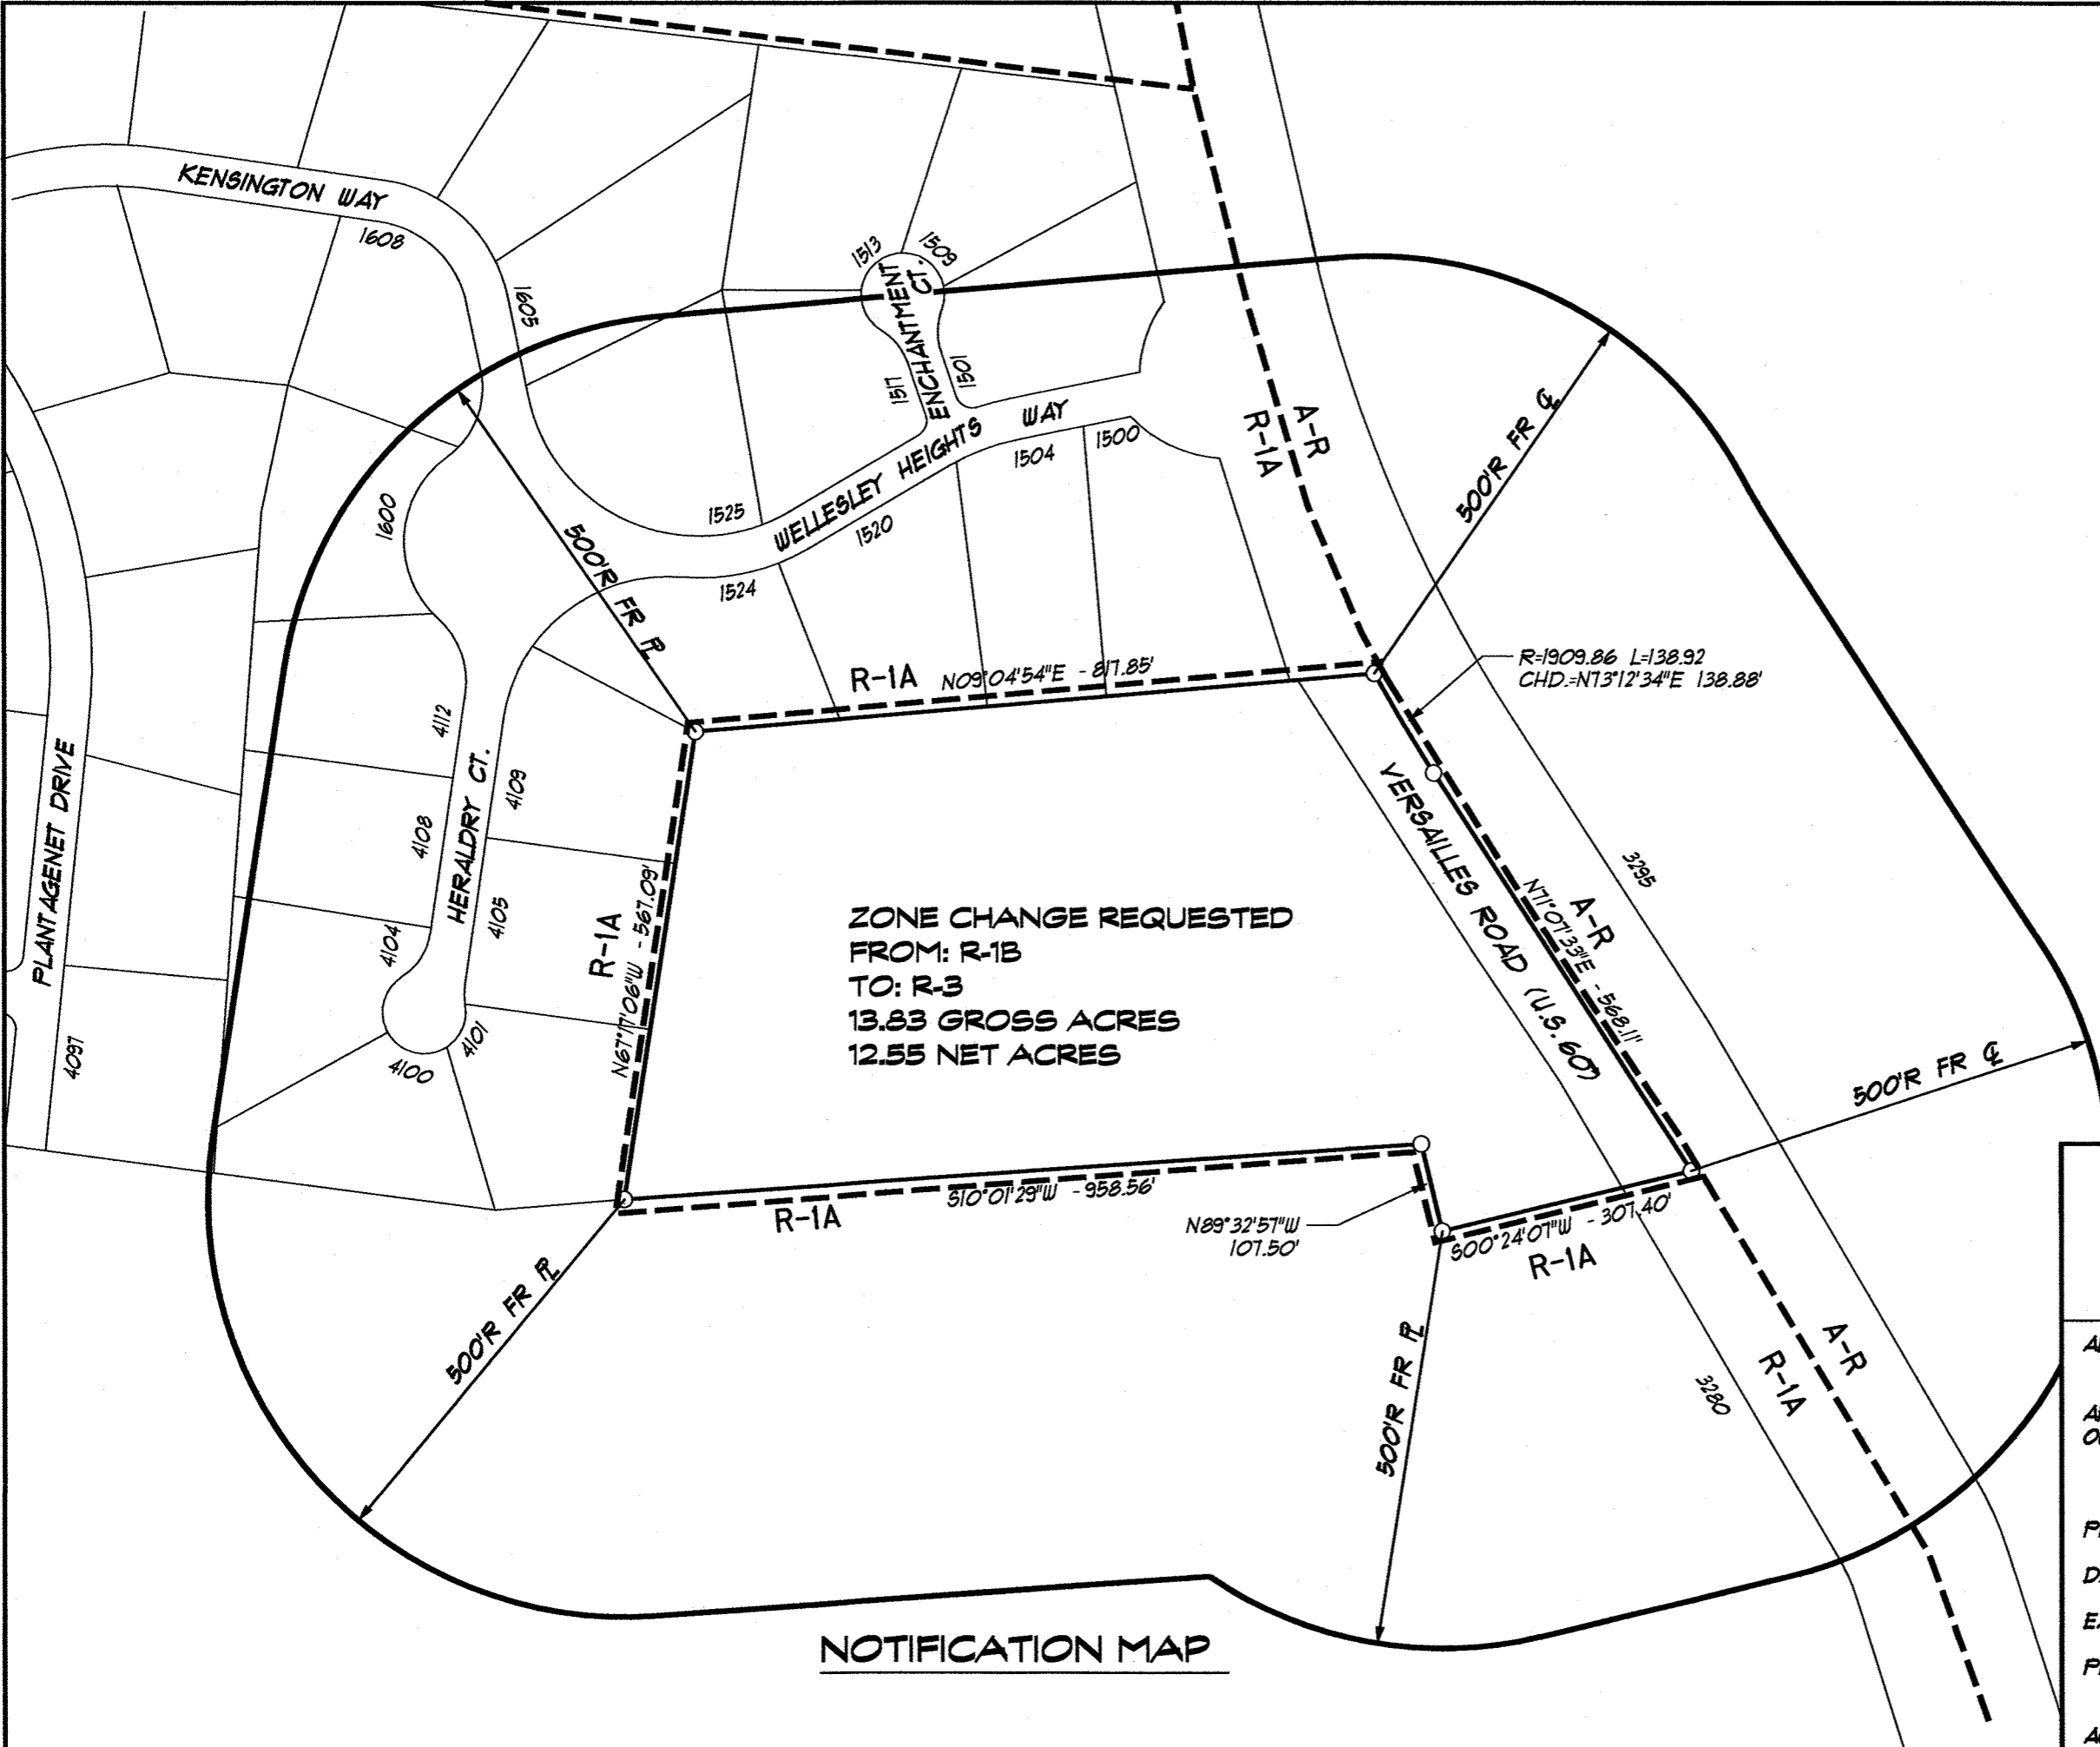 KENSINGTON WAY
1608
1605
1513
1509
ENCHANTMENT
CT.
1517
1501
WELLESLEY HEIGHTS WAY
1500
1504
1520
1525
1524
1600
500'R FR PL
500'R FR CL
A-R
R-1A
R-1A
N09°04'54"E - 817.85'
R=1909.86 L=138.92
CHD.=N73°12'34"E 138.88'
4112
4109
4108
HERALDRY CT.
4105
4104
4101
4100
PLANTAGENET DRIVE
4097
R-1A
N67°17'06"W - 567.09'
ZONE CHANGE REQUESTED
FROM: R-1B
TO: R-3
13.83 GROSS ACRES
12.55 NET ACRES
VERSAILLES ROAD (U.S. 60)
N71°07'33"E - 568.11'
A-R
3295
500'R FR CL
R-1A
S10°01'29"W - 958.56'
N89°32'57"W
107.50'
S00°24'07"W - 307.40'
R-1A
500'R FR PL
500'R FR PL
A-R
R-1A
3280
NOTIFICATION MAP